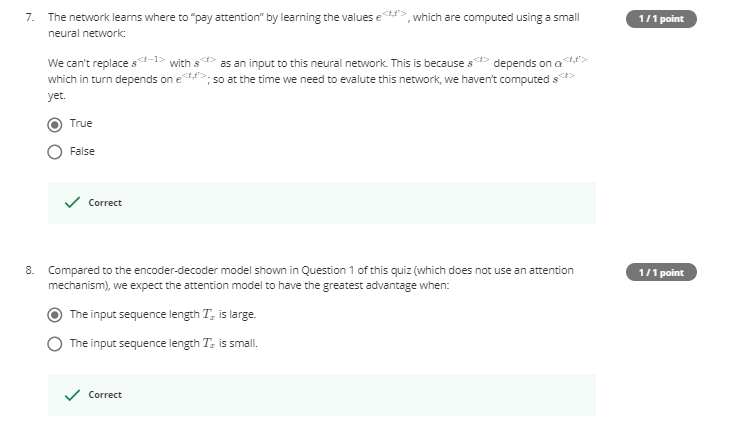 7. The network learns where to "pay attention" by learning the values e^{<t,t'>}, which are computed using a small
1 / 1 point
neural network:
We can't replace s^{<t-1>} with s^{<t>} as an input to this neural network. This is because s^{<t>} depends on α^{<t,t'>}
which in turn depends on e^{<t,t'>}; so at the time we need to evalute this network, we haven't computed s^{<t>}
yet.
True
False
Correct
8. Compared to the encoder-decoder model shown in Question 1 of this quiz (which does not use an attention
1 / 1 point
mechanism), we expect the attention model to have the greatest advantage when:
The input sequence length T_x is large.
The input sequence length T_x is small.
Correct